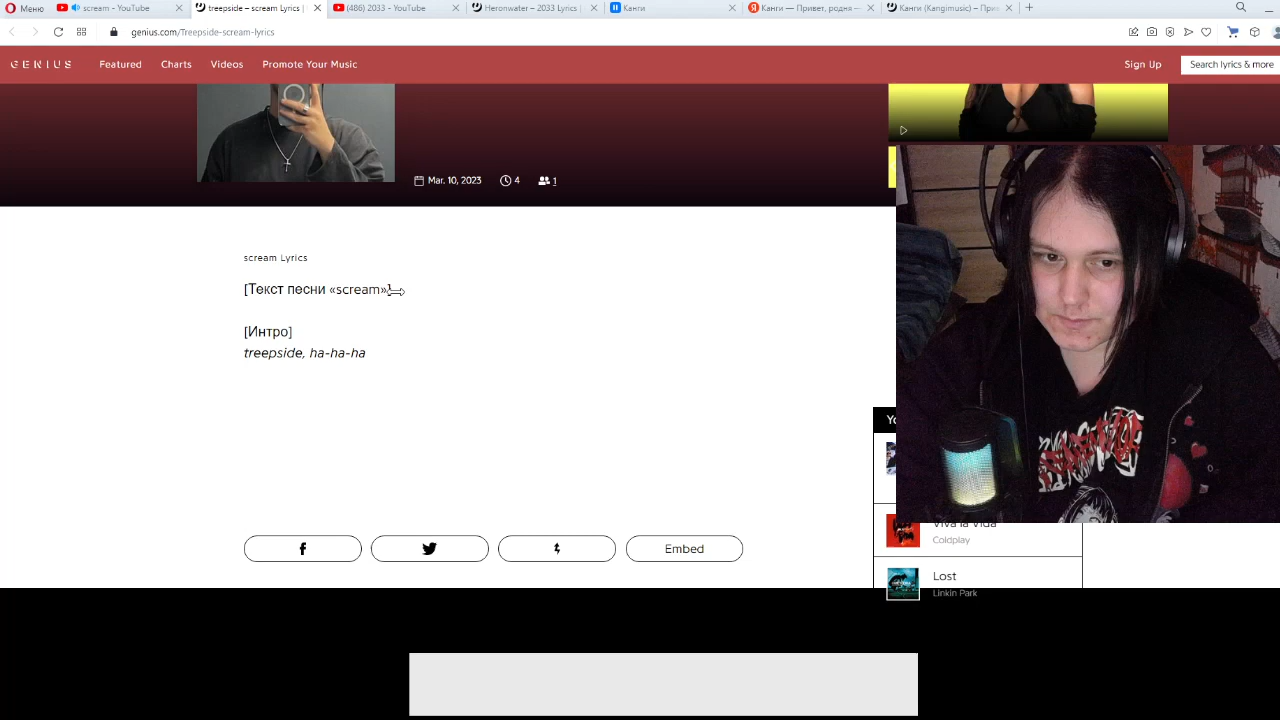 Меню
scream - YouTube
treepside – scream Lyrics |
(486) 2033 - YouTube
Heronwater – 2033 Lyrics |
Канги
Канги — Привет, родня —
Канги (Kangimusic) – При
genius.com/Treepside-scream-lyrics
GENIUS
Featured
Charts
Videos
Promote Your Music
Sign Up
Search lyrics & more
Mar. 10, 2023
4
1
scream Lyrics
[Текст песни «scream»]
[Интро]
treepside, ha-ha-ha
Yo
Viva la Vida
Coldplay
Lost
Linkin Park
Embed